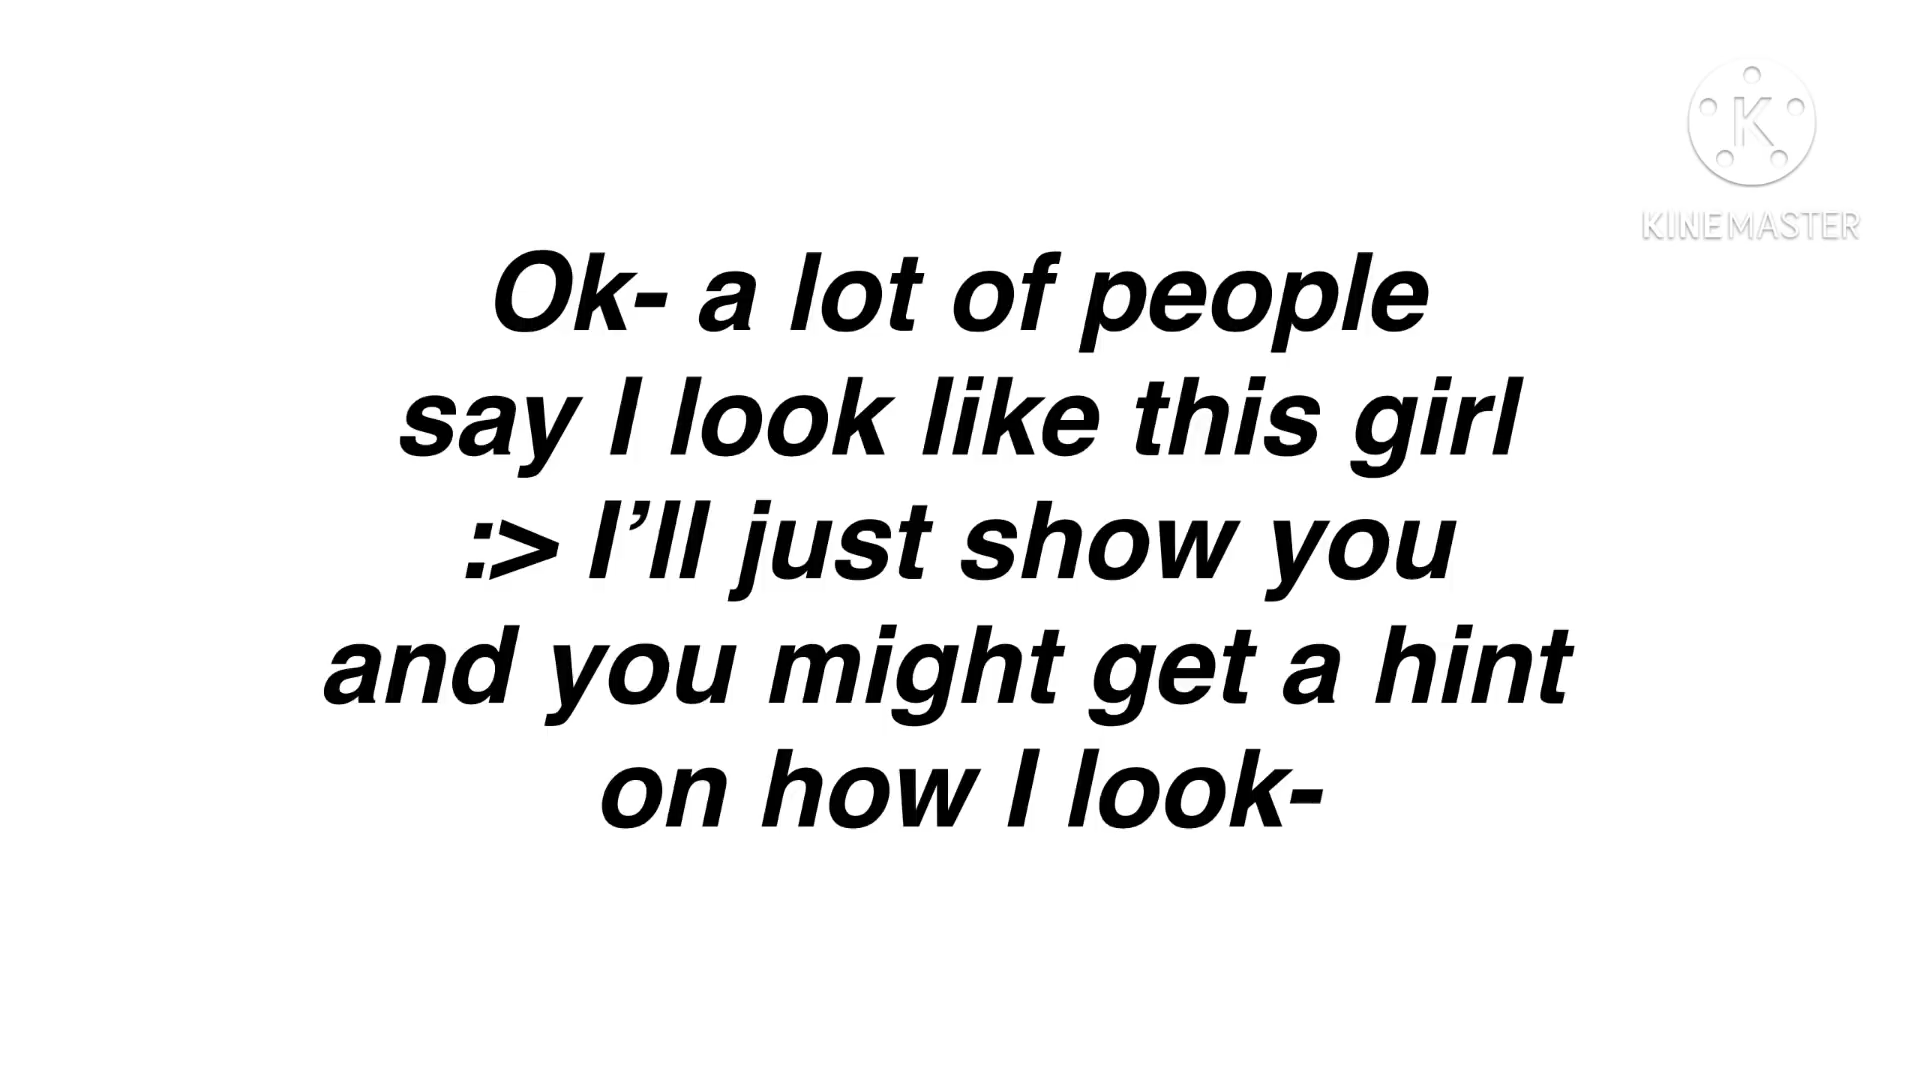 K
KINEMASTER
Ok- a lot of people
say I look like this girl
:> I’ll just show you
and you might get a hint
on how I look-